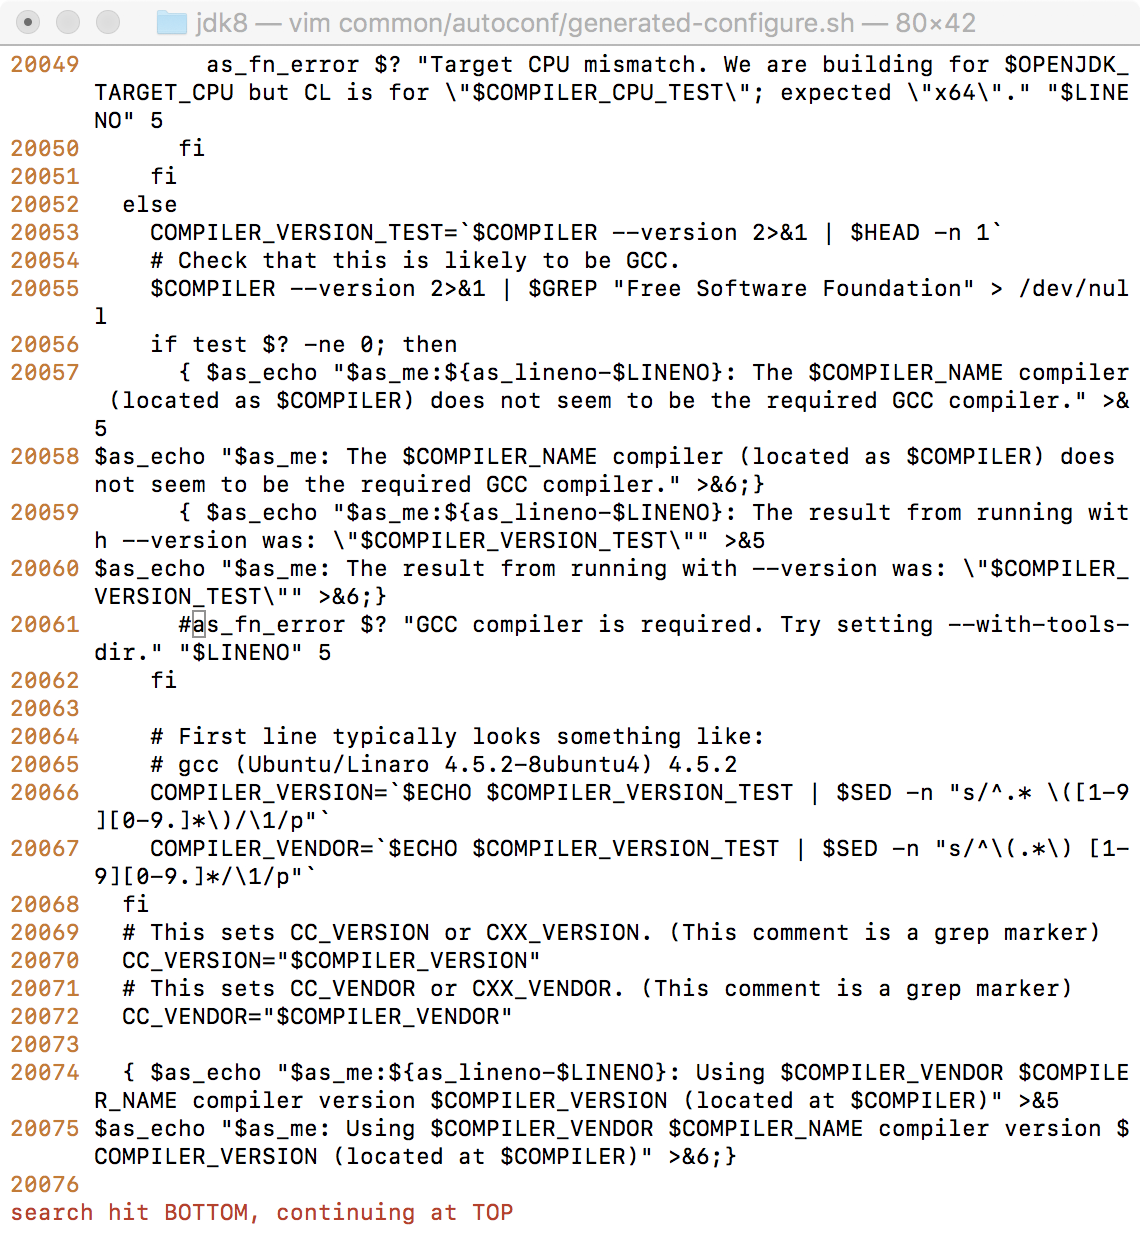 jdk8 — vim common/autoconf/generated-configure.sh — 80×42
20049         as_fn_error $? "Target CPU mismatch. We are building for $OPENJDK_
TARGET_CPU but CL is for \"$COMPILER_CPU_TEST\"; expected \"x64\"." "$LINE
NO" 5
20050       fi
20051     fi
20052   else
20053     COMPILER_VERSION_TEST=`$COMPILER --version 2>&1 | $HEAD -n 1`
20054     # Check that this is likely to be GCC.
20055     $COMPILER --version 2>&1 | $GREP "Free Software Foundation" > /dev/nul
l
20056     if test $? -ne 0; then
20057       { $as_echo "$as_me:${as_lineno-$LINENO}: The $COMPILER_NAME compiler
 (located as $COMPILER) does not seem to be the required GCC compiler." >&
5
20058 $as_echo "$as_me: The $COMPILER_NAME compiler (located as $COMPILER) does
not seem to be the required GCC compiler." >&6;}
20059       { $as_echo "$as_me:${as_lineno-$LINENO}: The result from running wit
h --version was: \"$COMPILER_VERSION_TEST\"" >&5
20060 $as_echo "$as_me: The result from running with --version was: \"$COMPILER_
VERSION_TEST\"" >&6;}
20061       #as_fn_error $? "GCC compiler is required. Try setting --with-tools-
dir." "$LINENO" 5
20062     fi
20063
20064     # First line typically looks something like:
20065     # gcc (Ubuntu/Linaro 4.5.2-8ubuntu4) 4.5.2
20066     COMPILER_VERSION=`$ECHO $COMPILER_VERSION_TEST | $SED -n "s/^.* \([1-9
][0-9.]*\)/\1/p"`
20067     COMPILER_VENDOR=`$ECHO $COMPILER_VERSION_TEST | $SED -n "s/^\(.*\) [1-
9][0-9.]*/\1/p"`
20068   fi
20069   # This sets CC_VERSION or CXX_VERSION. (This comment is a grep marker)
20070   CC_VERSION="$COMPILER_VERSION"
20071   # This sets CC_VENDOR or CXX_VENDOR. (This comment is a grep marker)
20072   CC_VENDOR="$COMPILER_VENDOR"
20073
20074   { $as_echo "$as_me:${as_lineno-$LINENO}: Using $COMPILER_VENDOR $COMPILE
R_NAME compiler version $COMPILER_VERSION (located at $COMPILER)" >&5
20075 $as_echo "$as_me: Using $COMPILER_VENDOR $COMPILER_NAME compiler version $
COMPILER_VERSION (located at $COMPILER)" >&6;}
20076
search hit BOTTOM, continuing at TOP